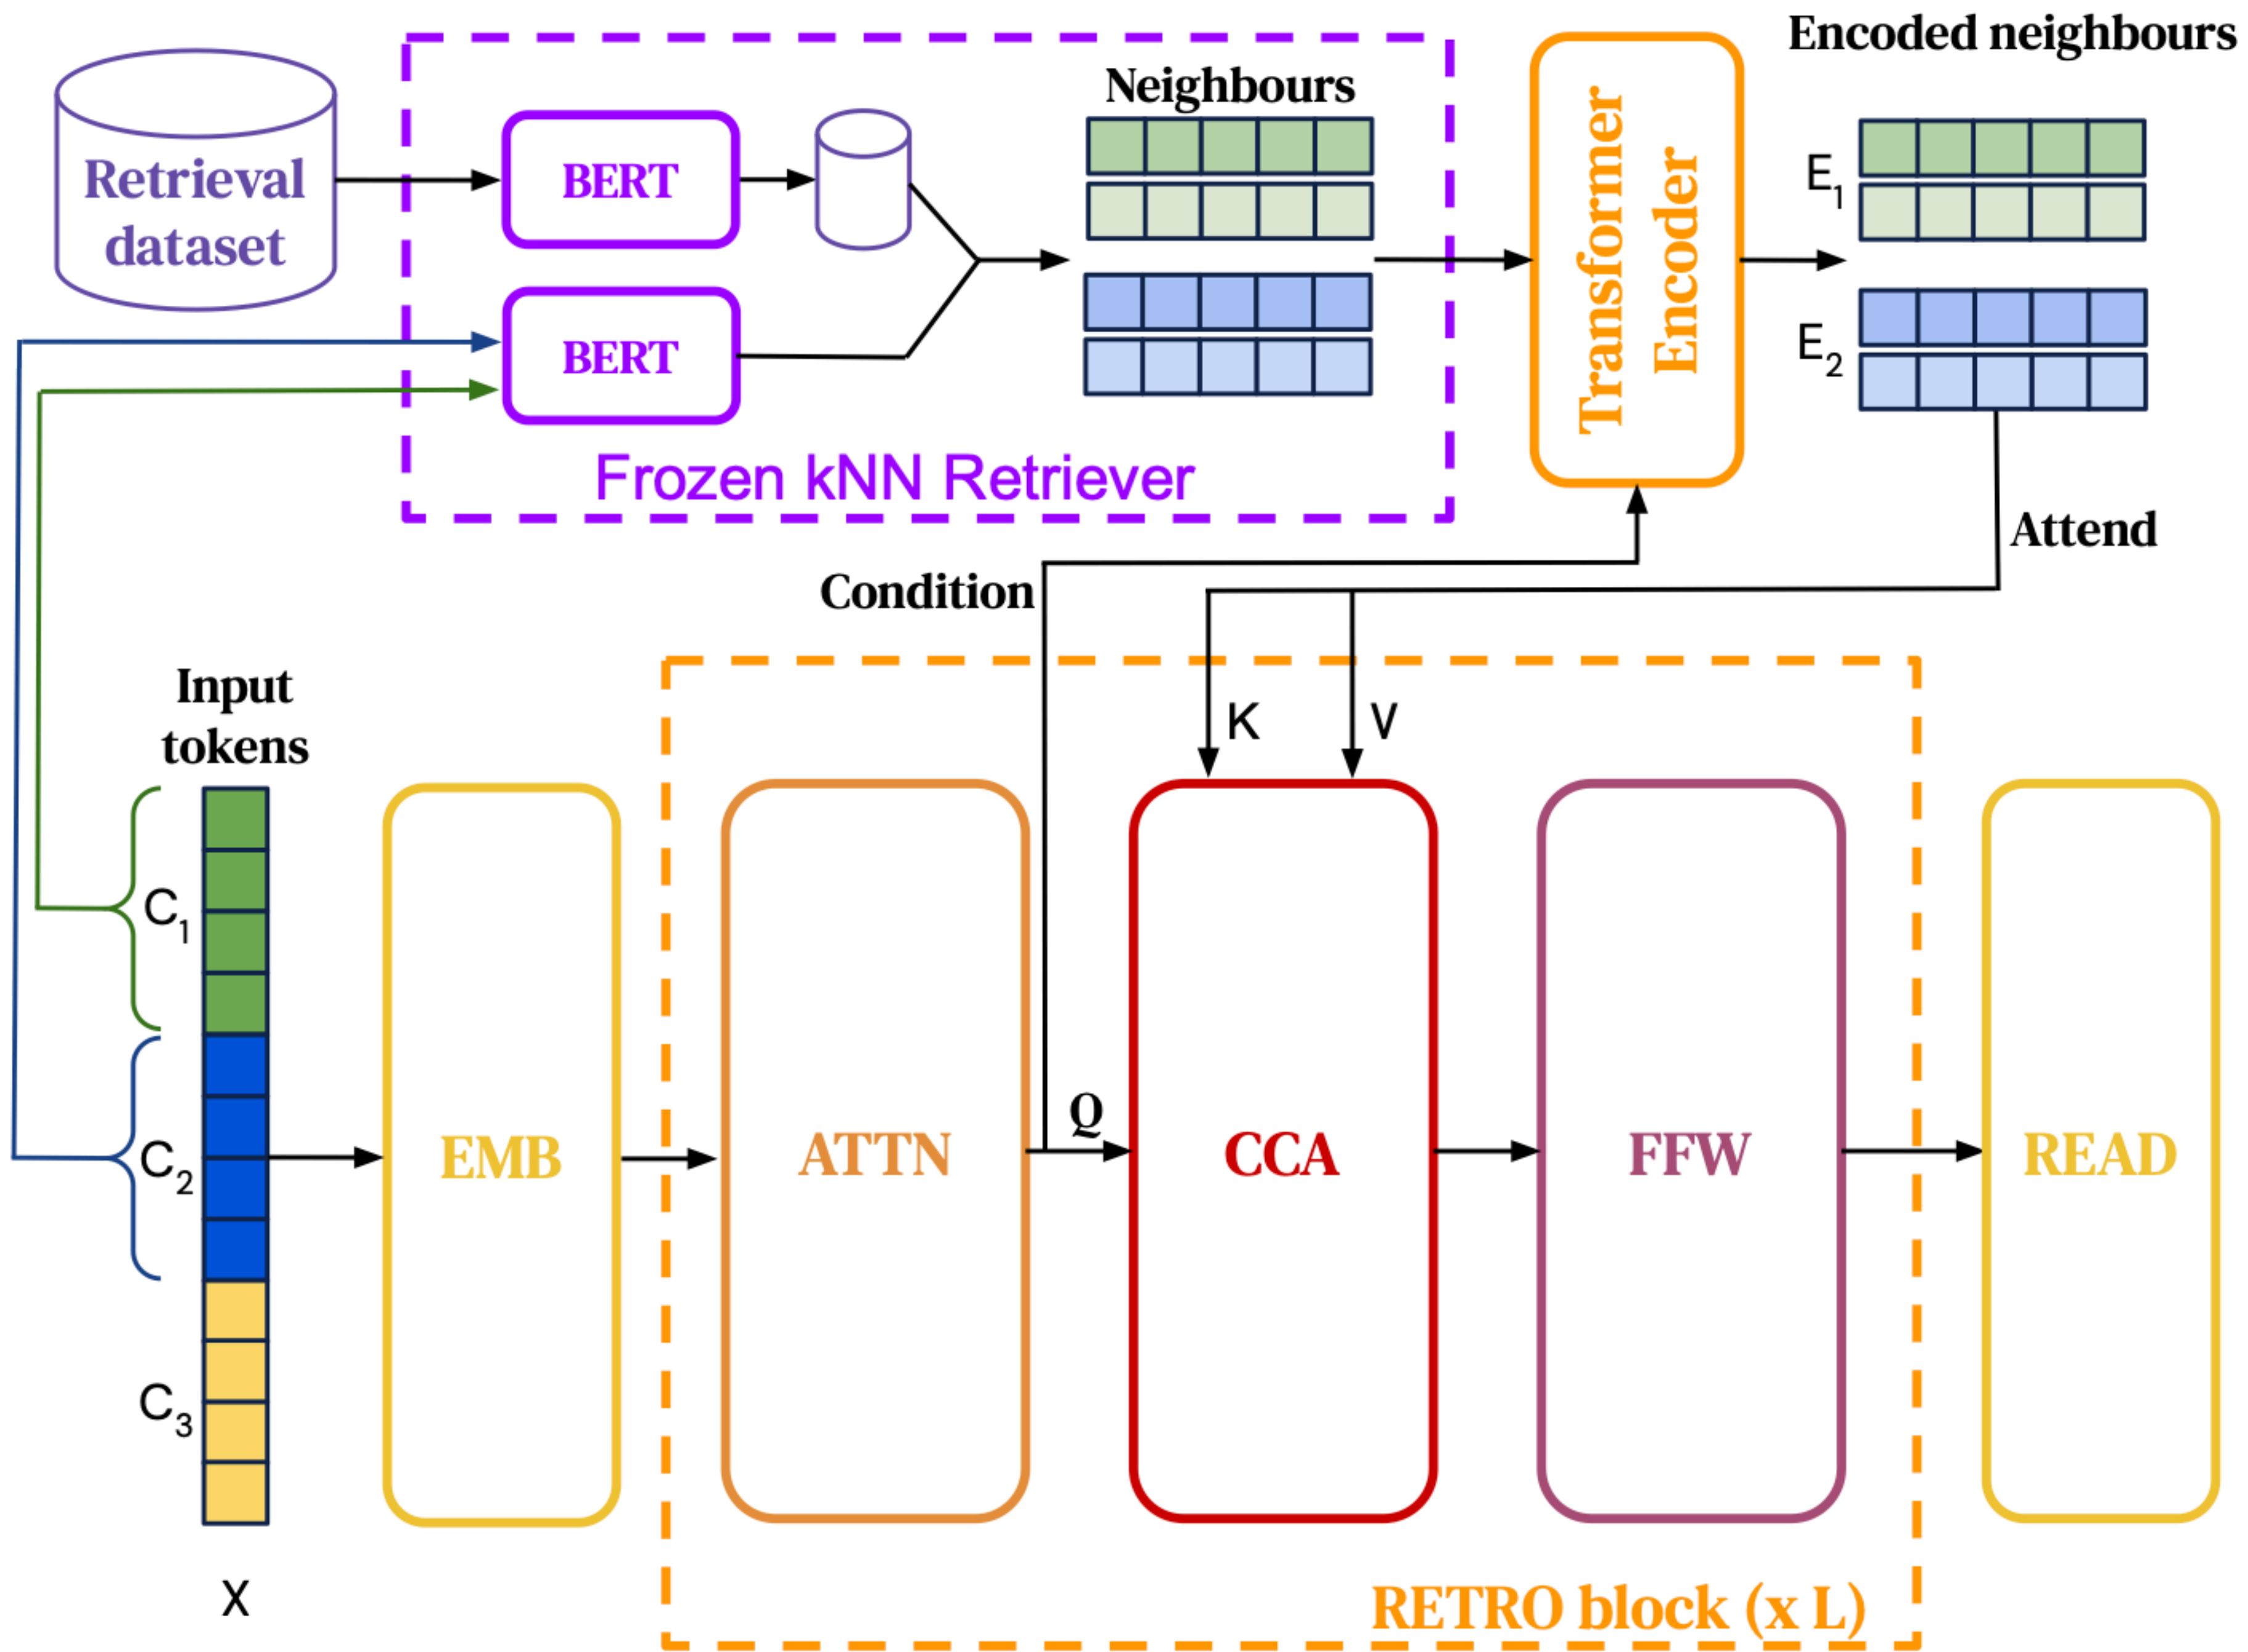 Encoded neighbours
Neighbours
Retrieval
dataset
BERT
BERT
Transformer
Encoder
E1
E2
Frozen kNN Retriever
Attend
Condition
Input
tokens
K
V
C1
Q
C2
EMB
ATTN
CCA
FFW
READ
C3
X
RETRO block (x L)